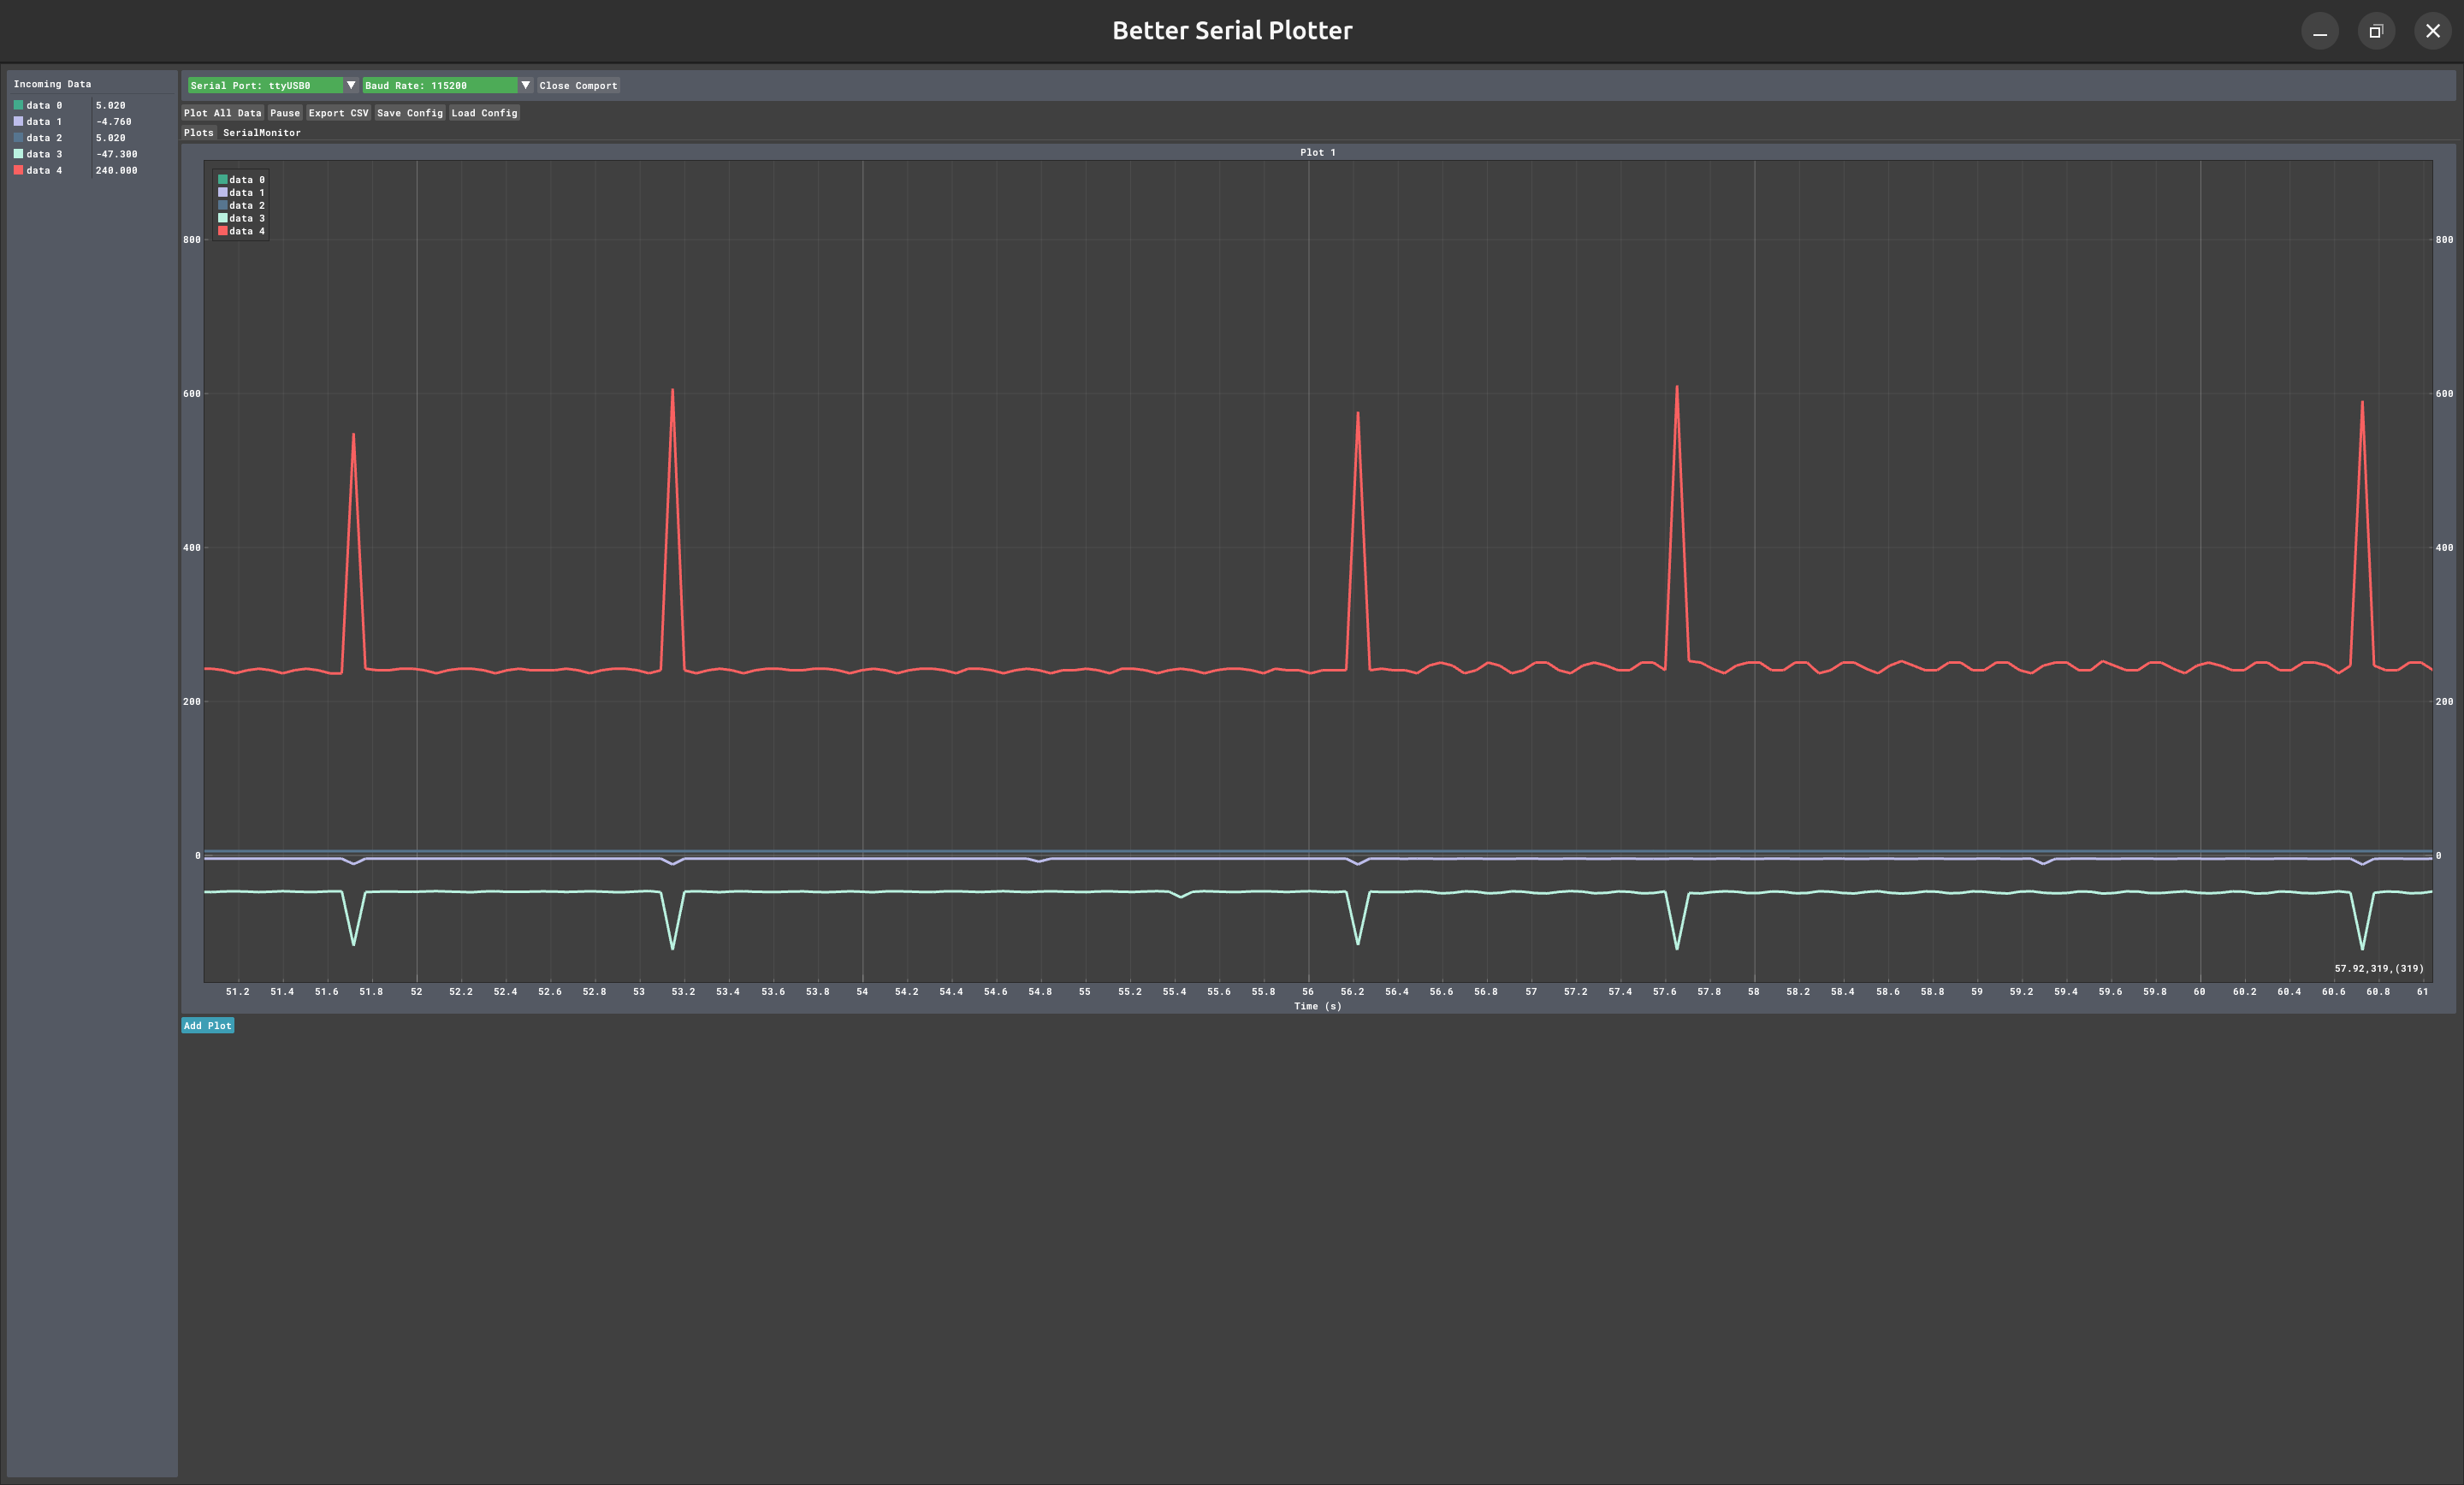 Better Serial Plotter
Incoming Data
data 0 5.020
data 1 -4.760
data 2 5.020
data 3 -47.300
data 4 240.000
Serial Port: ttyUSB0 Baud Rate: 115200 Close Comport
Plot All Data Pause Export CSV Save Config Load Config
Plots SerialMonitor
Plot 1
data 0
data 1
data 2
data 3
data 4
800 800
600 600
400 400
200 200
0 0
57.92,319,(319)
51.2 51.4 51.6 51.8 52 52.2 52.4 52.6 52.8 53 53.2 53.4 53.6 53.8 54 54.2 54.4 54.6 54.8 55 55.2 55.4 55.6 55.8 56 56.2 56.4 56.6 56.8 57 57.2 57.4 57.6 57.8 58 58.2 58.4 58.6 58.8 59 59.2 59.4 59.6 59.8 60 60.2 60.4 60.6 60.8 61
Time (s)
Add Plot